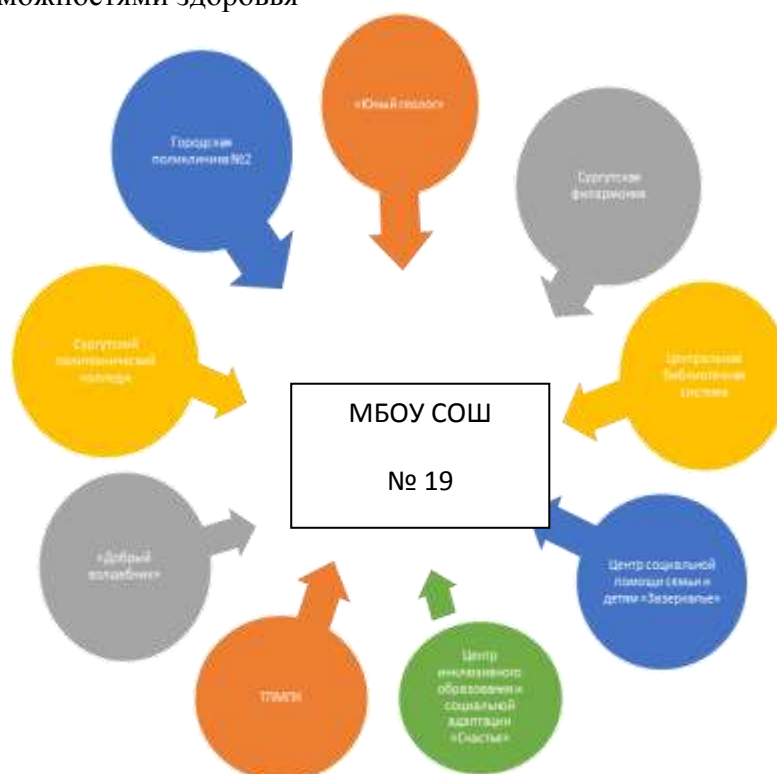 можностями здоровья
«Юный геолог»
Городская
поликлиника №2
Сургутская
филармония
Сургутский
политехнический
колледж
Центральная
библиотечная
система
МБОУ СОШ
№ 19
«Добрый
волшебник»
Центр социальной
помощи семьи и
детям «Зазеркалье»
ТПМПК
Центр
инклюзивного
образования и
социальной
адаптации
«Счастье»